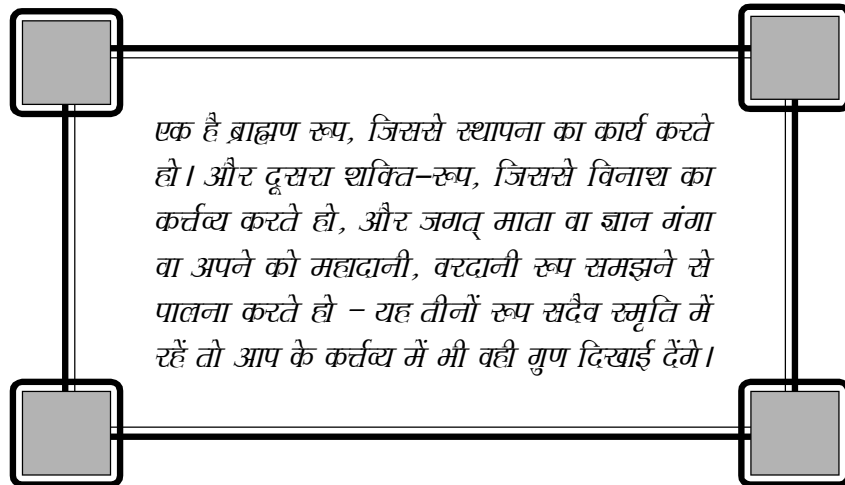 एक है ब्राह्मण रूप, जिससे स्थापना का कार्य करते
हो। और दूसरा शक्ति-रूप, जिससे विनाश का
कर्त्तव्य करते हो, और जगत् माता वा ज्ञान गंगा
वा अपने को महादानी, वरदानी रूप समझने से
पालना करते हो - यह तीनों रूप सदैव स्मृति में
रहें तो आप के कर्त्तव्य में भी वही गुण दिखाई देंगे।